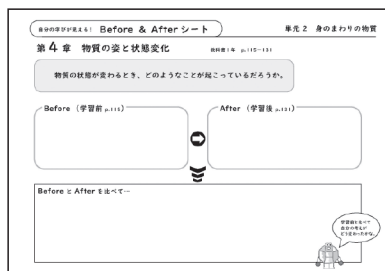 自分の学びが見える! Before & After シート
単元2 身のまわりの物質
第4章 物質の姿と状態変化
教科書1年 p.115-131
物質の状態が変わるとき、どのようなことが起こっているだろうか。
Before（学習前 p.115）
After（学習後 p.131）
Before と After を比べて…
学習前と比べて
自分の考えが
どう変わったかな。